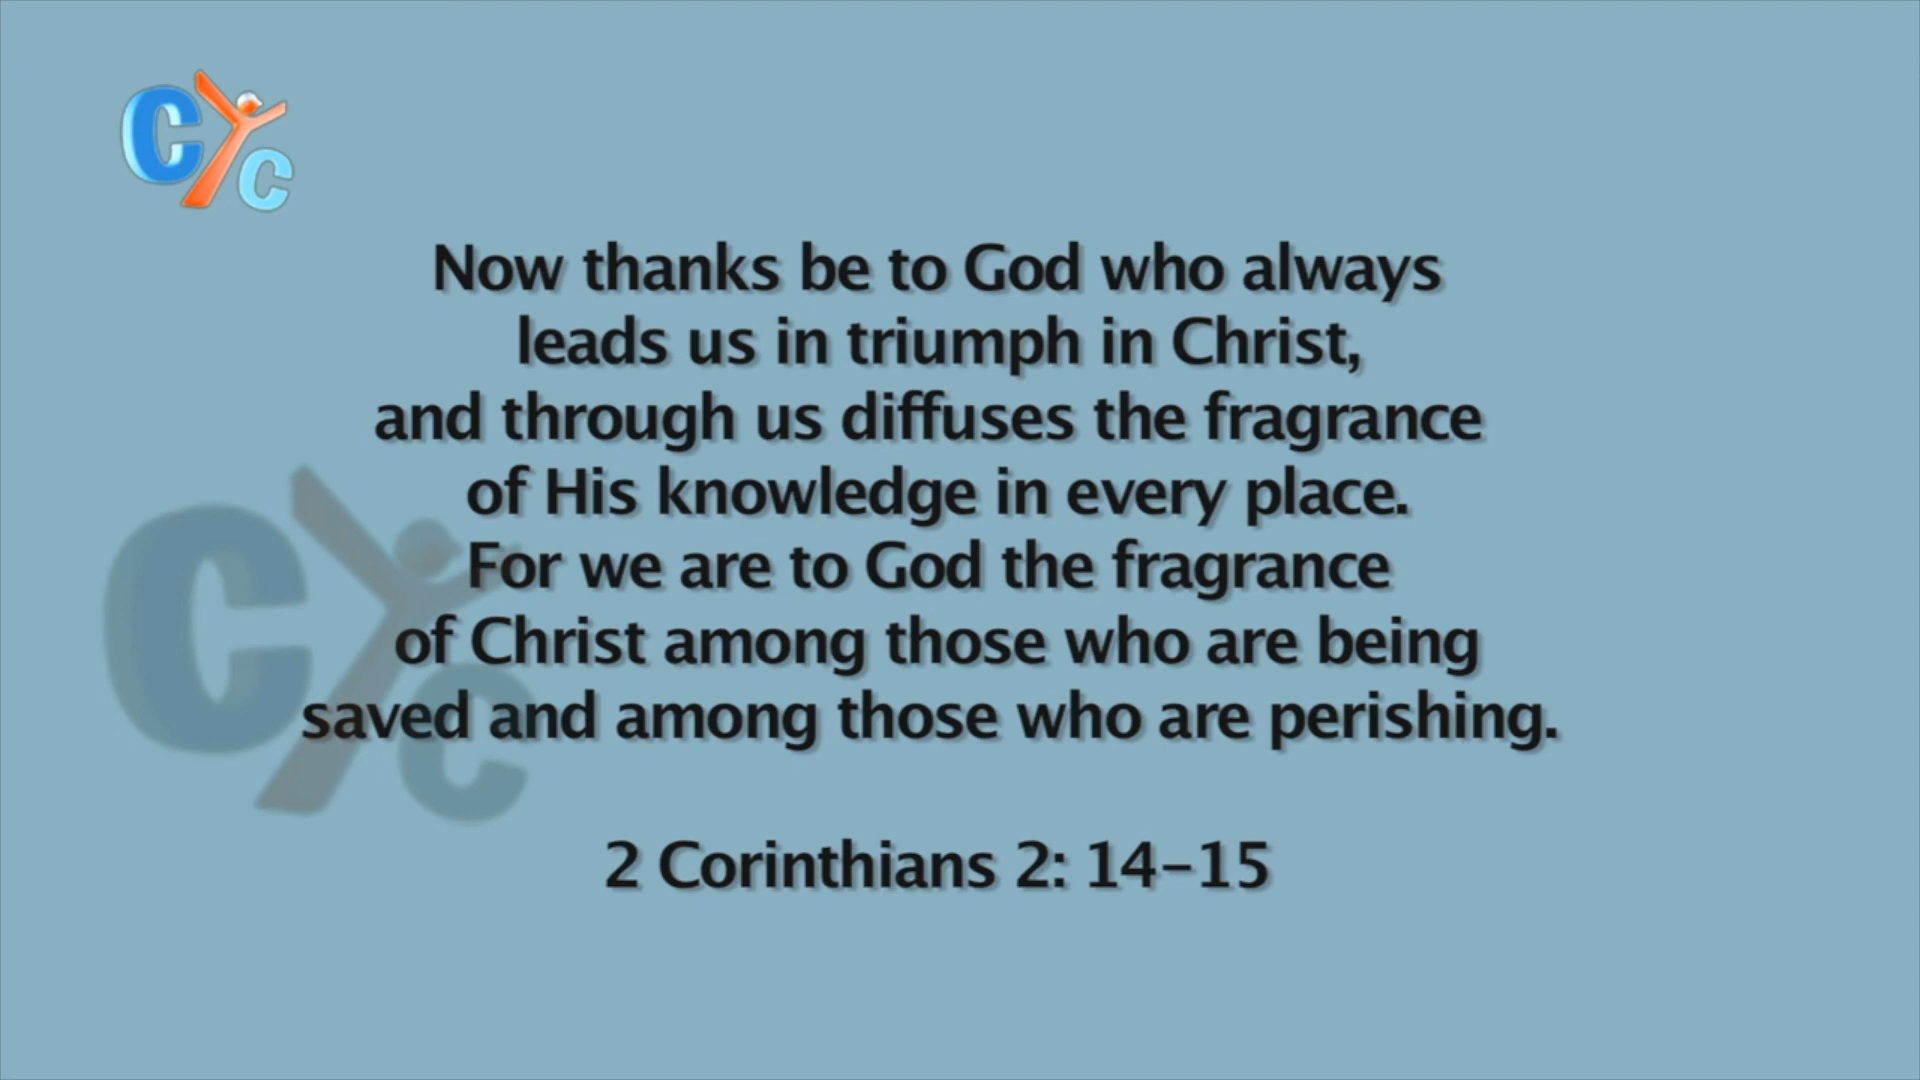 CYC
Now thanks be to God who always
leads us in triumph in Christ,
and through us diffuses the fragrance
of His knowledge in every place.
For we are to God the fragrance
of Christ among those who are being
saved and among those who are perishing.
2 Corinthians 2: 14-15
CYC